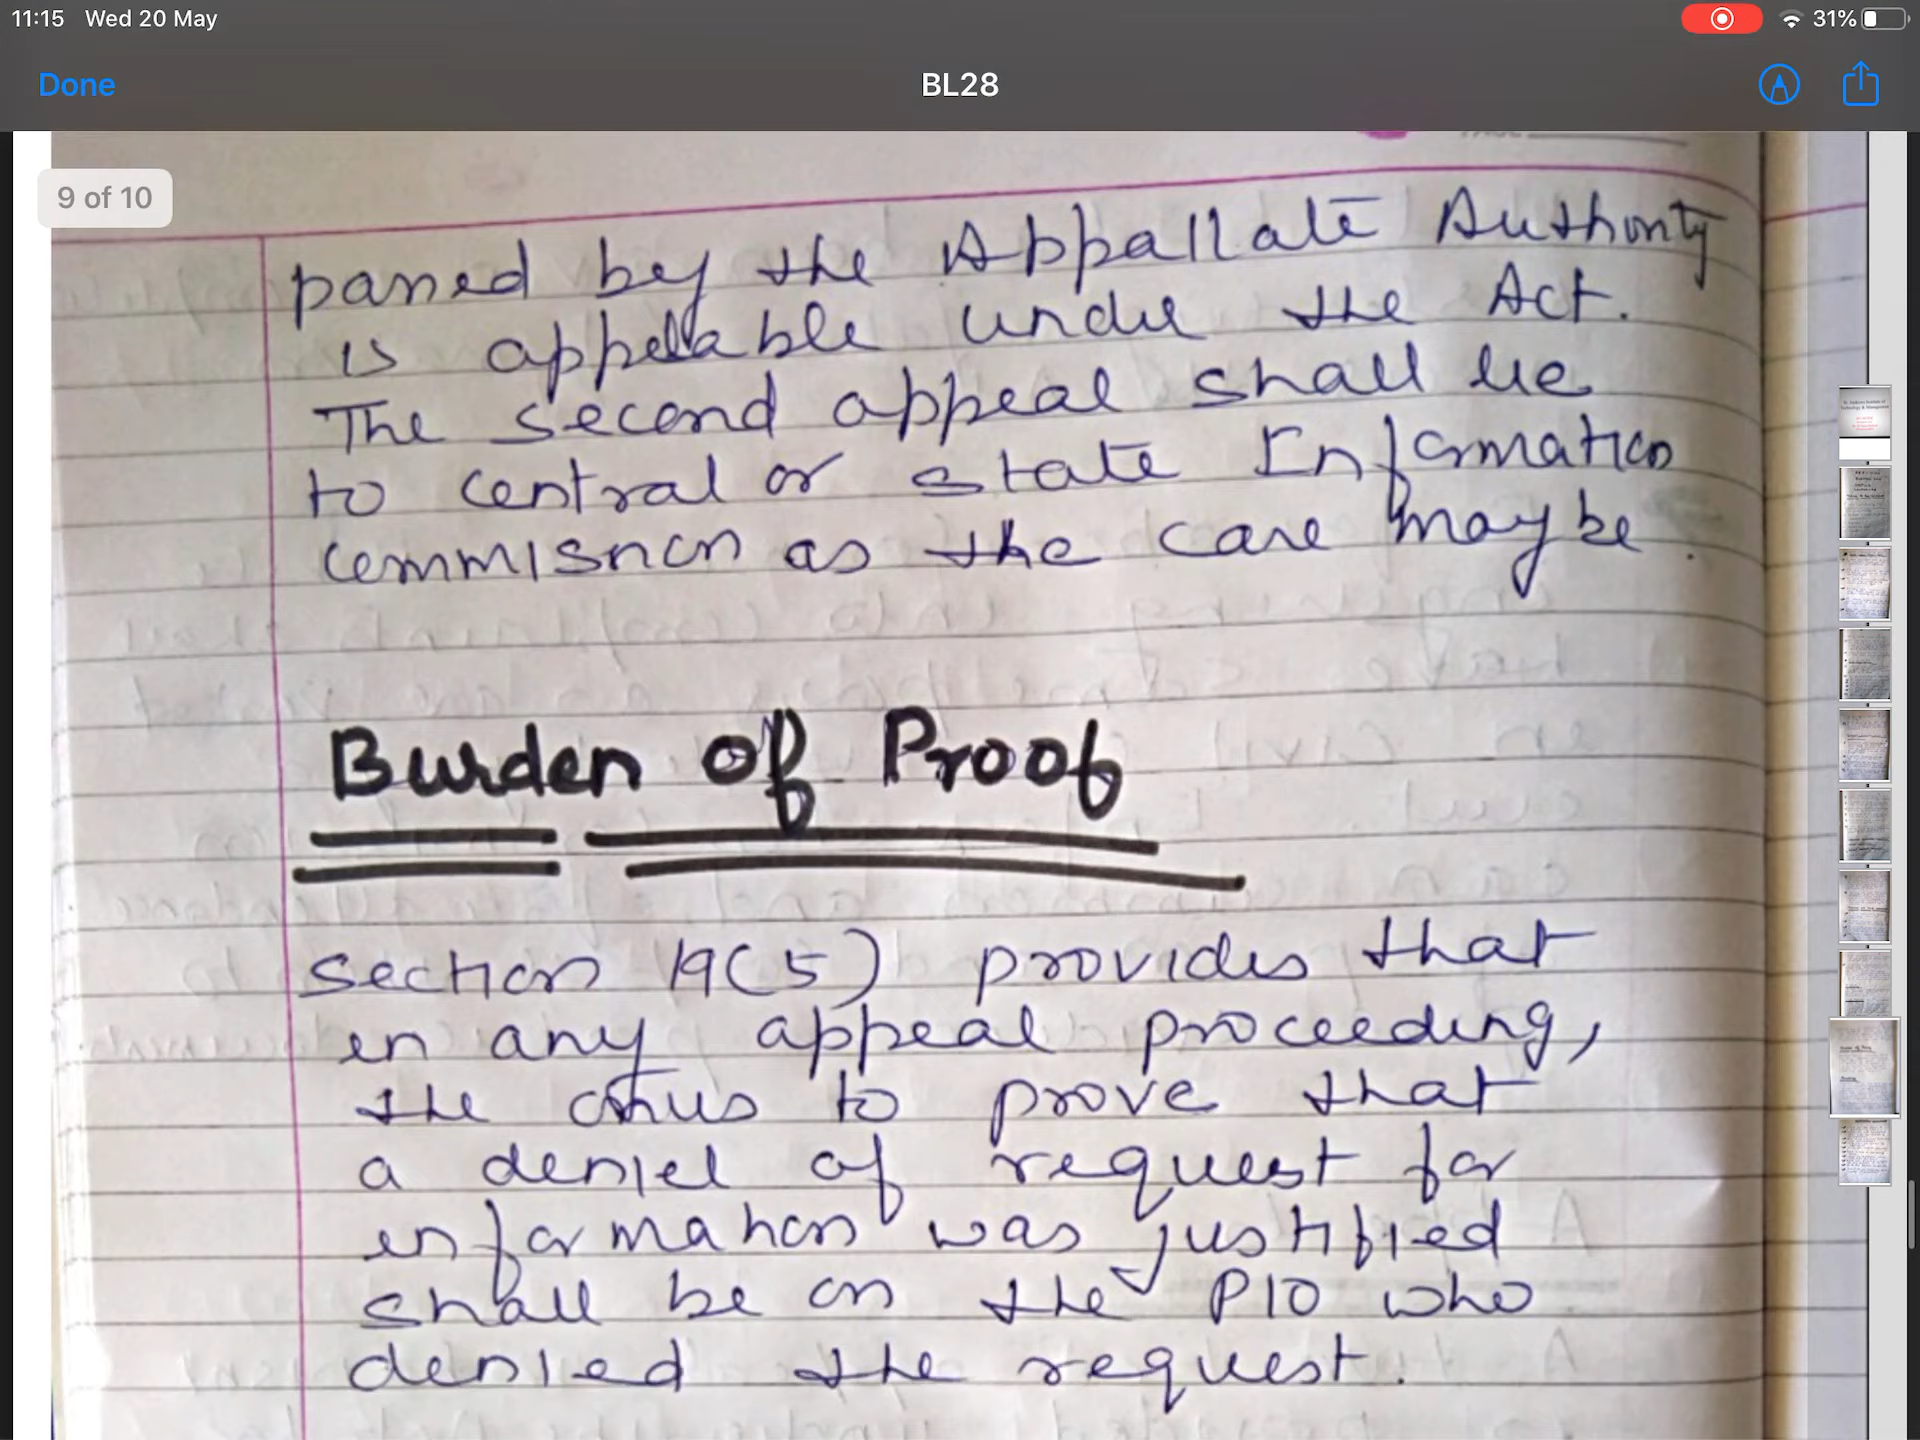 11:15 Wed 20 May
31%
Done
BL28
9 of 10
passed by the Appallate Authority
is appelable under the Act.
The second appeal shall lie
to central or state Information
commission as the case may be.
Burden of Proof
section 19(5) provides that
in any appeal proceeding,
the onus to prove that
a deniel of request for
information was justified
shall be on the PIO who
denied the request.